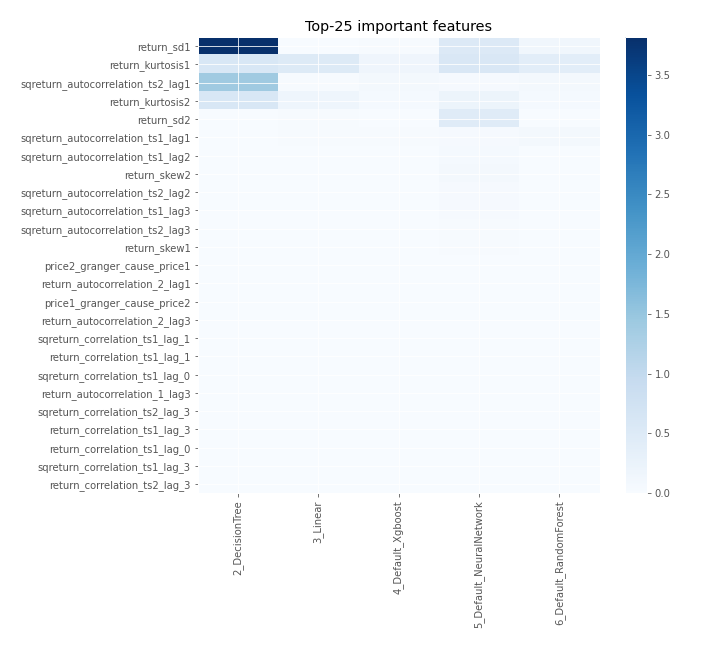 Top-25 important features
return_sd1
return_kurtosis1
sqreturn_autocorrelation_ts2_lag1
return_kurtosis2
return_sd2
sqreturn_autocorrelation_ts1_lag1
sqreturn_autocorrelation_ts1_lag2
return_skew2
sqreturn_autocorrelation_ts2_lag2
sqreturn_autocorrelation_ts1_lag3
sqreturn_autocorrelation_ts2_lag3
return_skew1
price2_granger_cause_price1
return_autocorrelation_2_lag1
price1_granger_cause_price2
return_autocorrelation_2_lag3
sqreturn_correlation_ts1_lag_1
return_correlation_ts1_lag_1
sqreturn_correlation_ts1_lag_0
return_autocorrelation_1_lag3
sqreturn_correlation_ts2_lag_3
return_correlation_ts1_lag_3
return_correlation_ts1_lag_0
sqreturn_correlation_ts1_lag_3
return_correlation_ts2_lag_3
2_DecisionTree
3_Linear
4_Default_Xgboost
5_Default_NeuralNetwork
6_Default_RandomForest
3.5
3.0
2.5
2.0
1.5
1.0
0.5
0.0